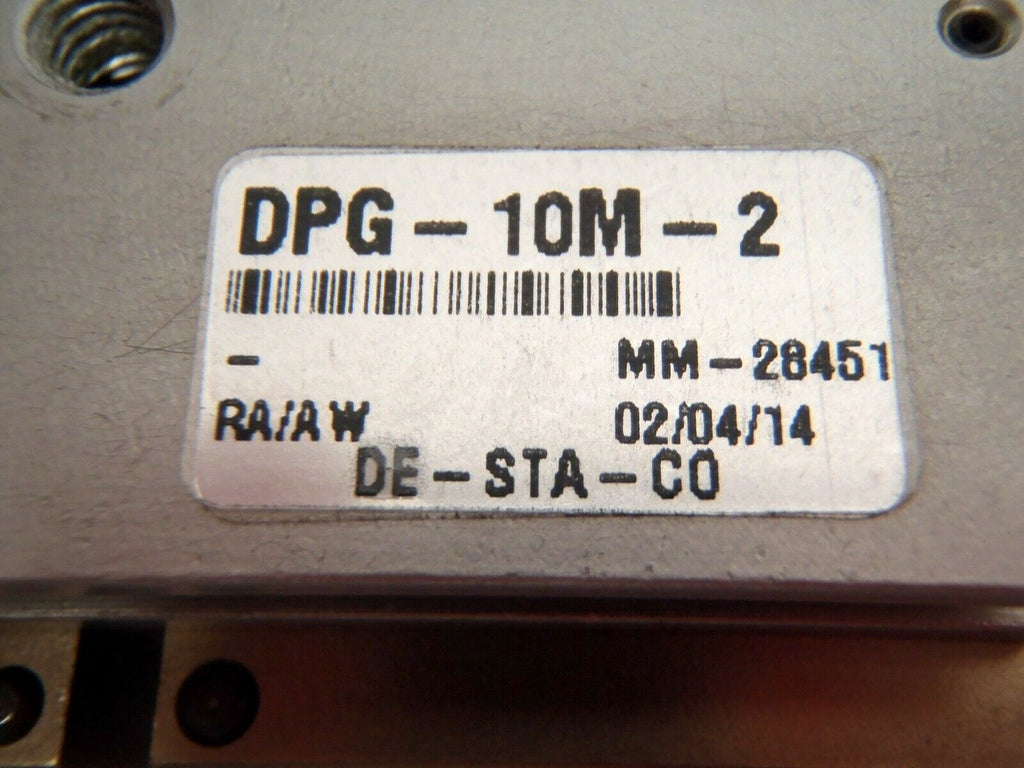 DPG-10M-2
-
MM-28451
RA/AW
02/04/14
DE-STA-CO